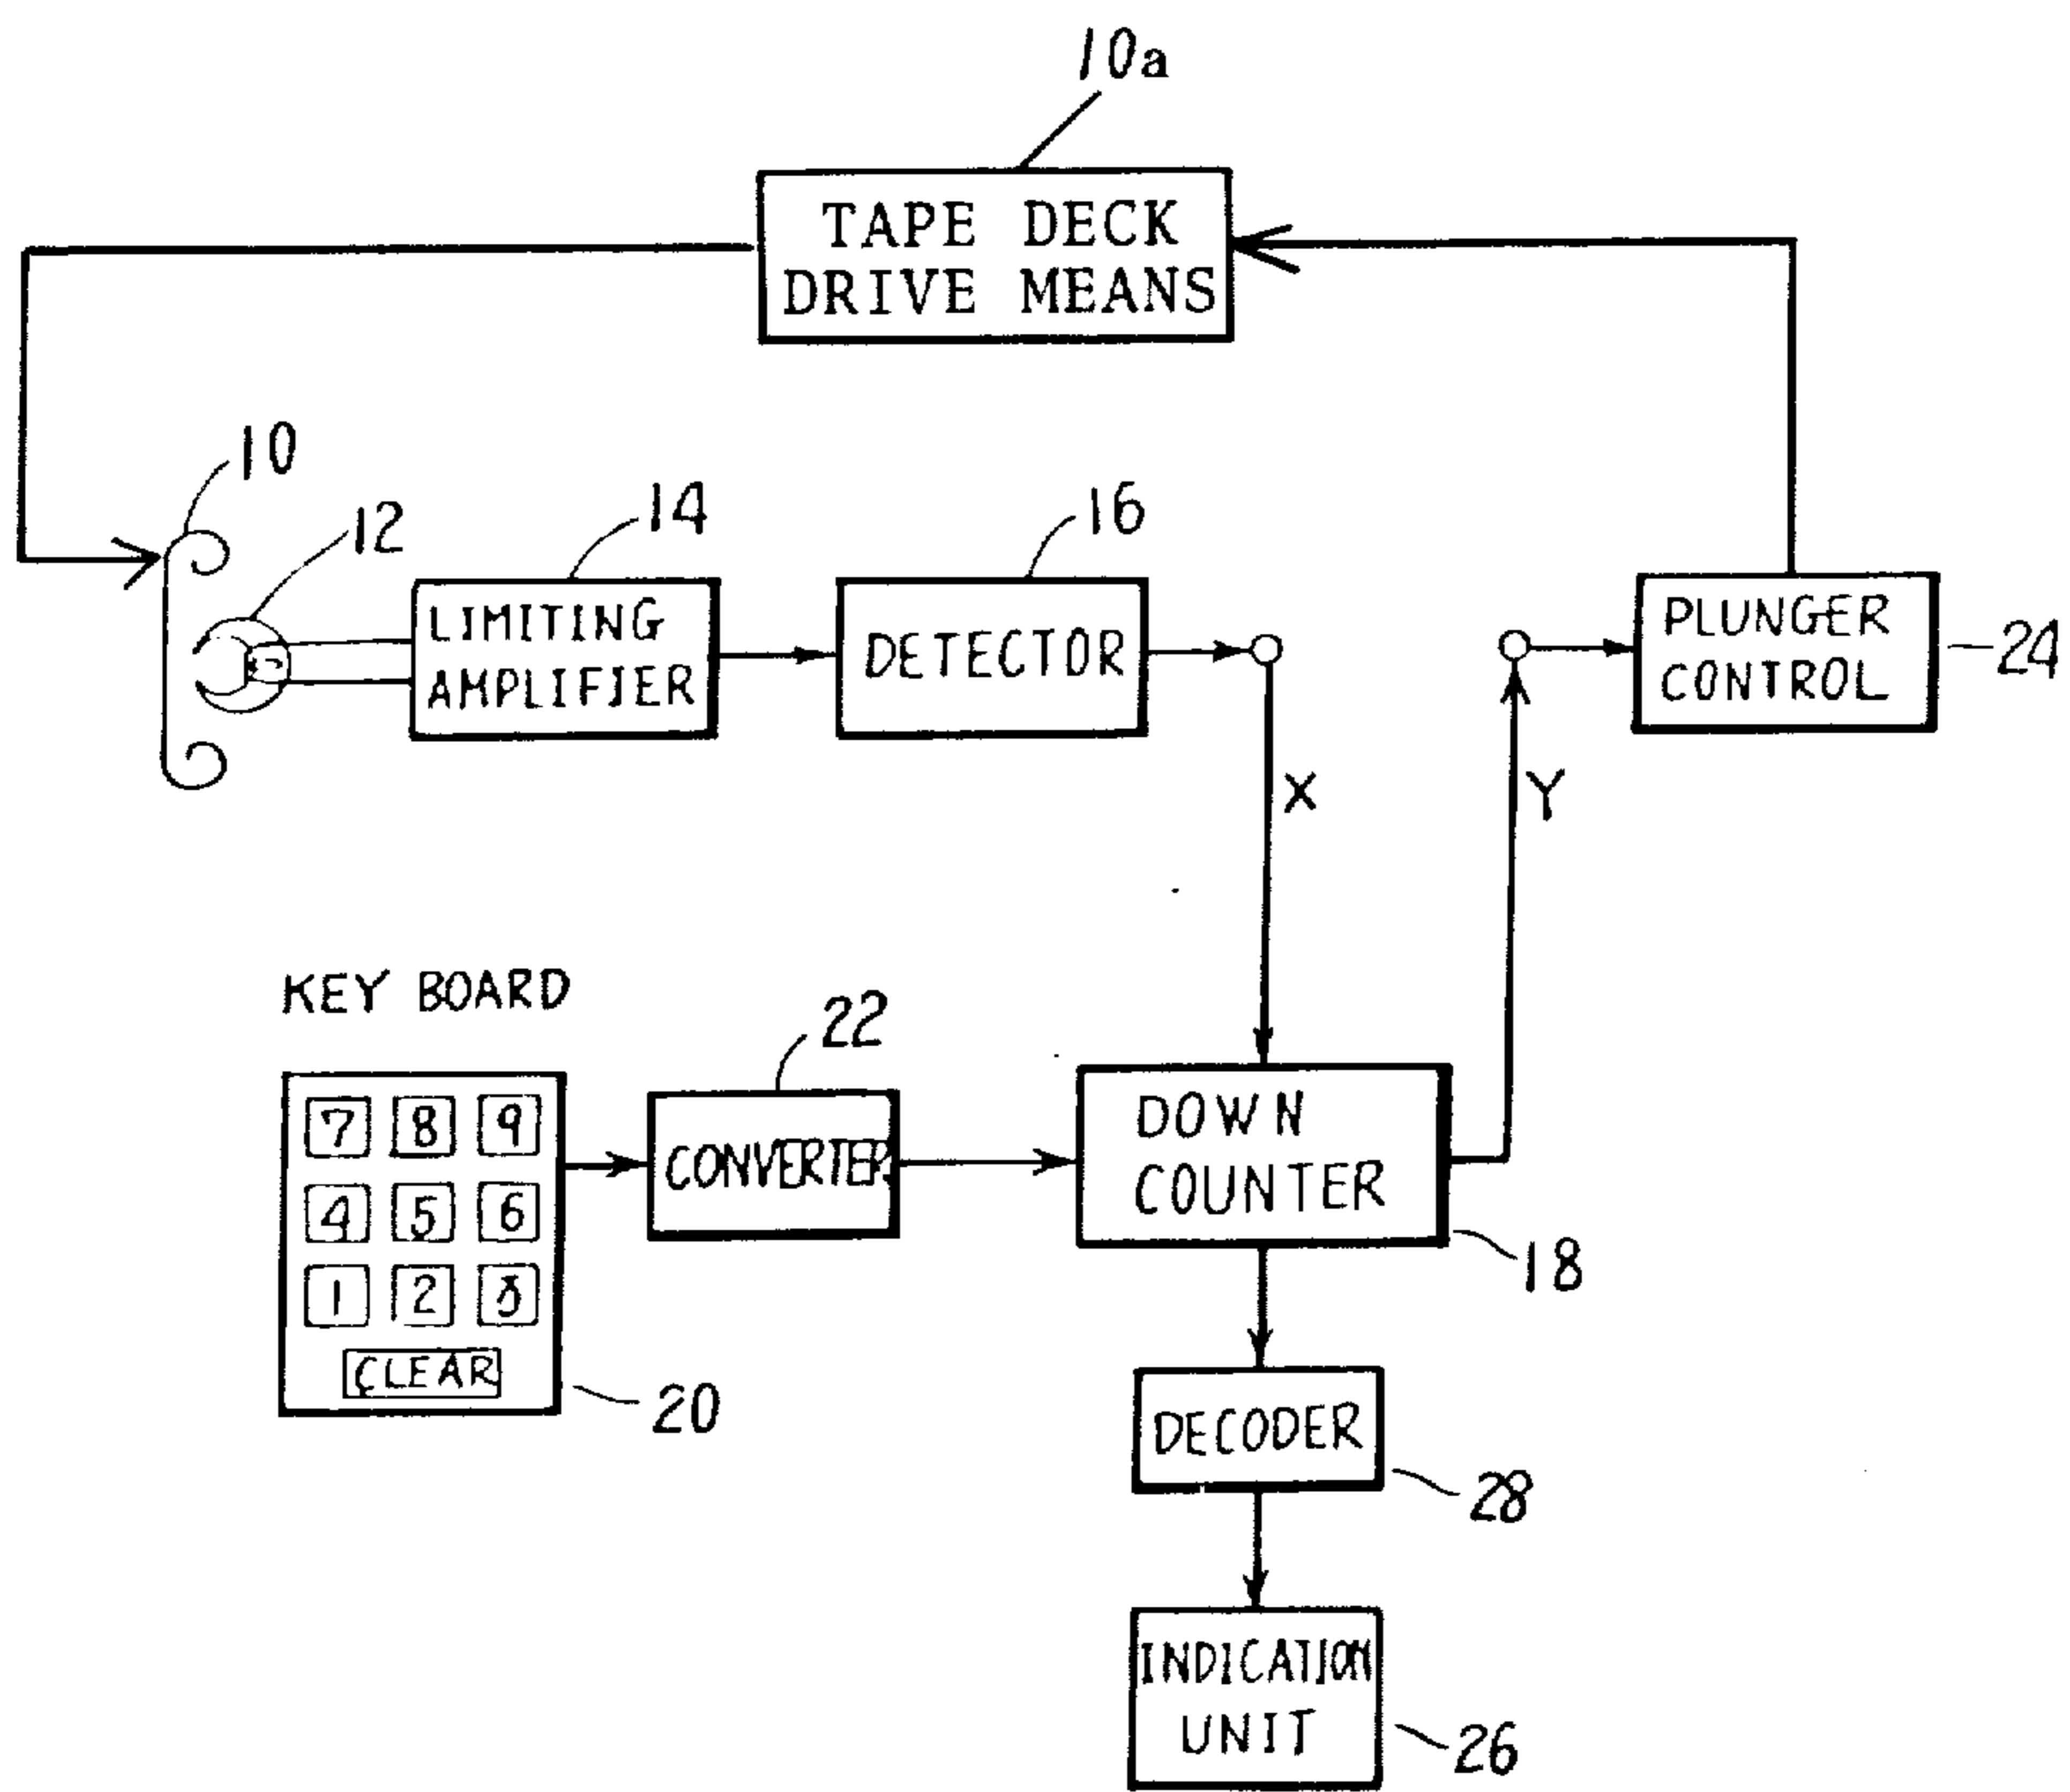 10a
TAPE DECK
DRIVE MEANS
10
12
14
16
LIMITING
AMPLIFIER
DETECTOR
PLUNGER
CONTROL
24
X
Y
KEY BOARD
22
7 8 9
4 5 6
1 2 3
CLEAR
20
CONVERTER
DOWN
COUNTER
18
DECODER
28
INDICATION
UNIT
26